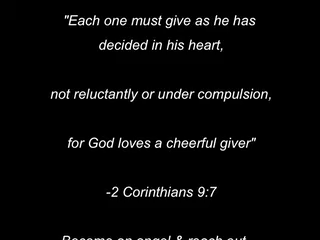 "Each one must give as he has
decided in his heart,
not reluctantly or under compulsion,
for God loves a cheerful giver"
-2 Corinthians 9:7
Become an angel & reach out